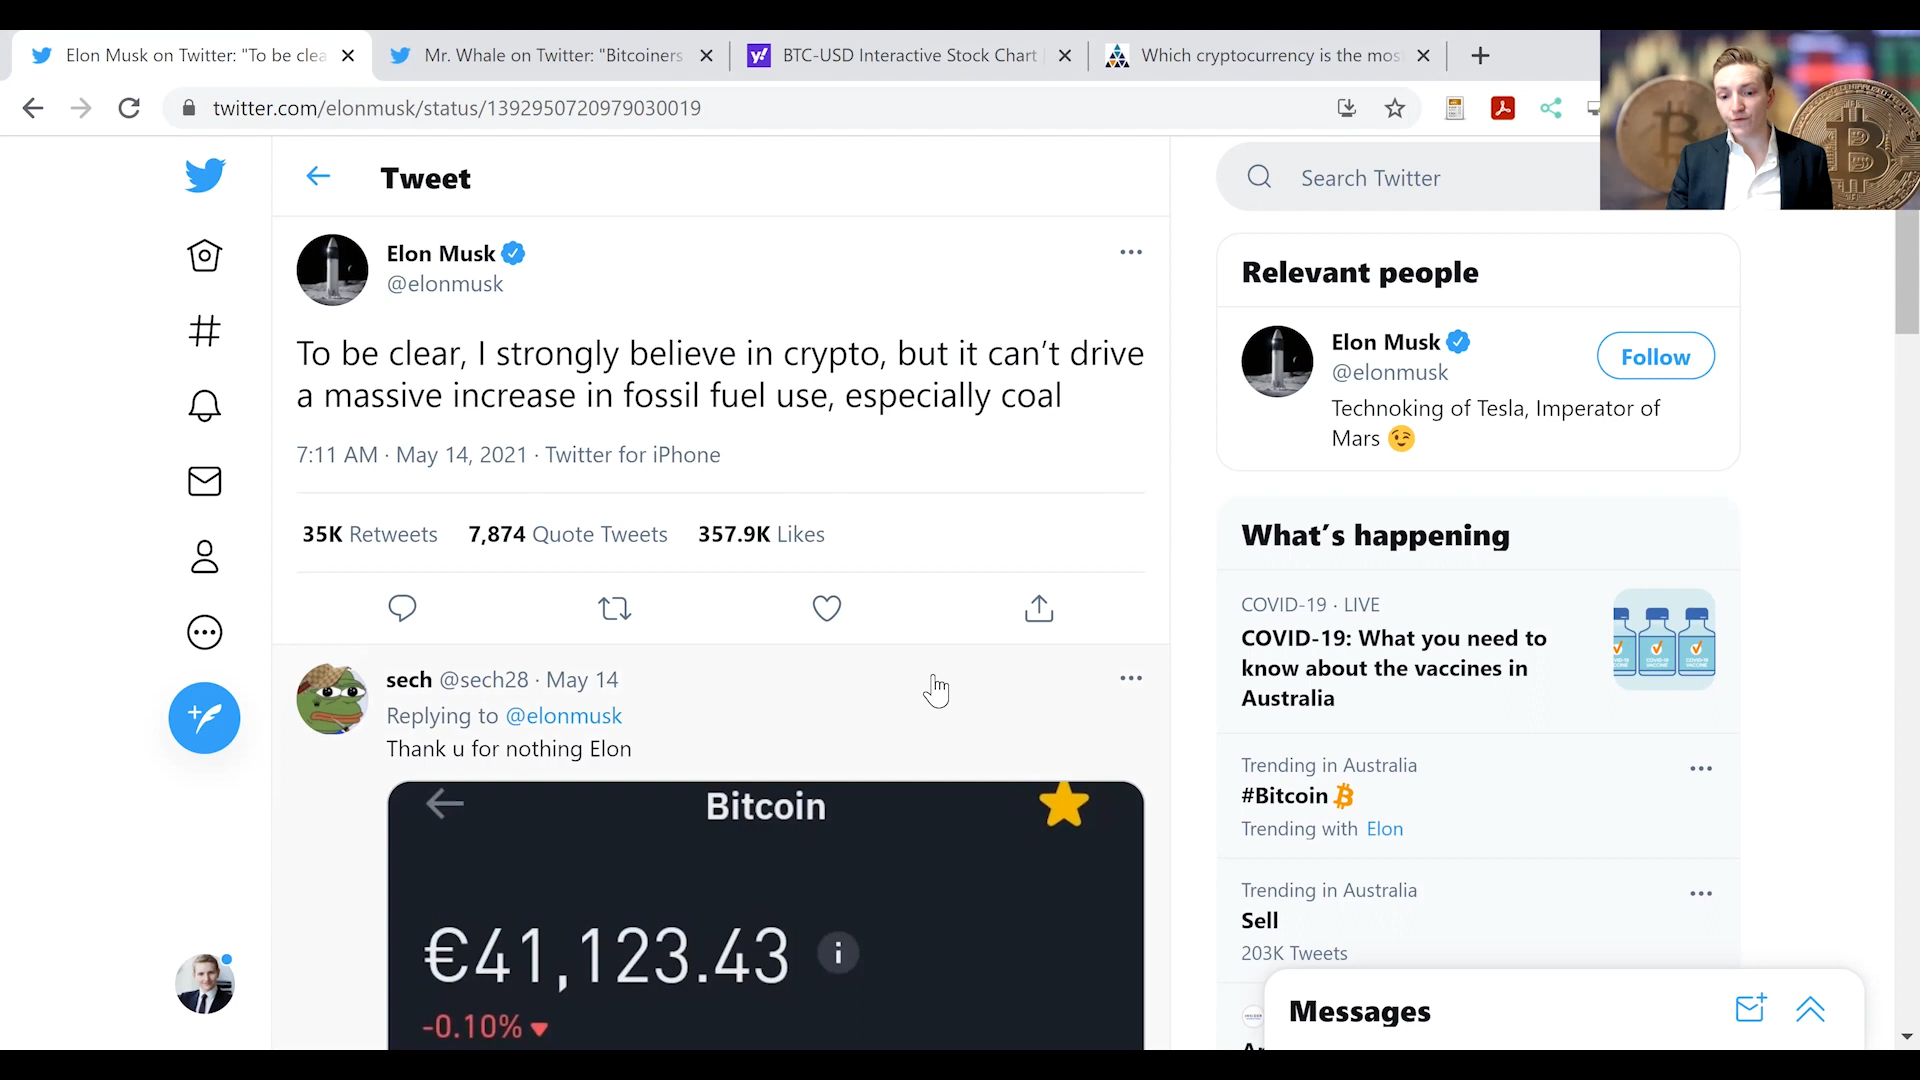 Elon Musk on Twitter: "To be clea
Mr. Whale on Twitter: "Bitcoiners
BTC-USD Interactive Stock Chart
Which cryptocurrency is the mos
twitter.com/elonmusk/status/1392950720979030019
Tweet
Search Twitter
Elon Musk
@elonmusk
To be clear, I strongly believe in crypto, but it can't drive
a massive increase in fossil fuel use, especially coal
7:11 AM · May 14, 2021 · Twitter for iPhone
35K Retweets 7,874 Quote Tweets 357.9K Likes
sech @sech28 · May 14
Replying to @elonmusk
Thank u for nothing Elon
Bitcoin
€41,123.43
-0.10%
Relevant people
Elon Musk
@elonmusk
Follow
Technoking of Tesla, Imperator of
Mars 😉
What's happening
COVID-19 · LIVE
COVID-19: What you need to
know about the vaccines in
Australia
Trending in Australia
#Bitcoin
Trending with Elon
Trending in Australia
Sell
203K Tweets
Messages